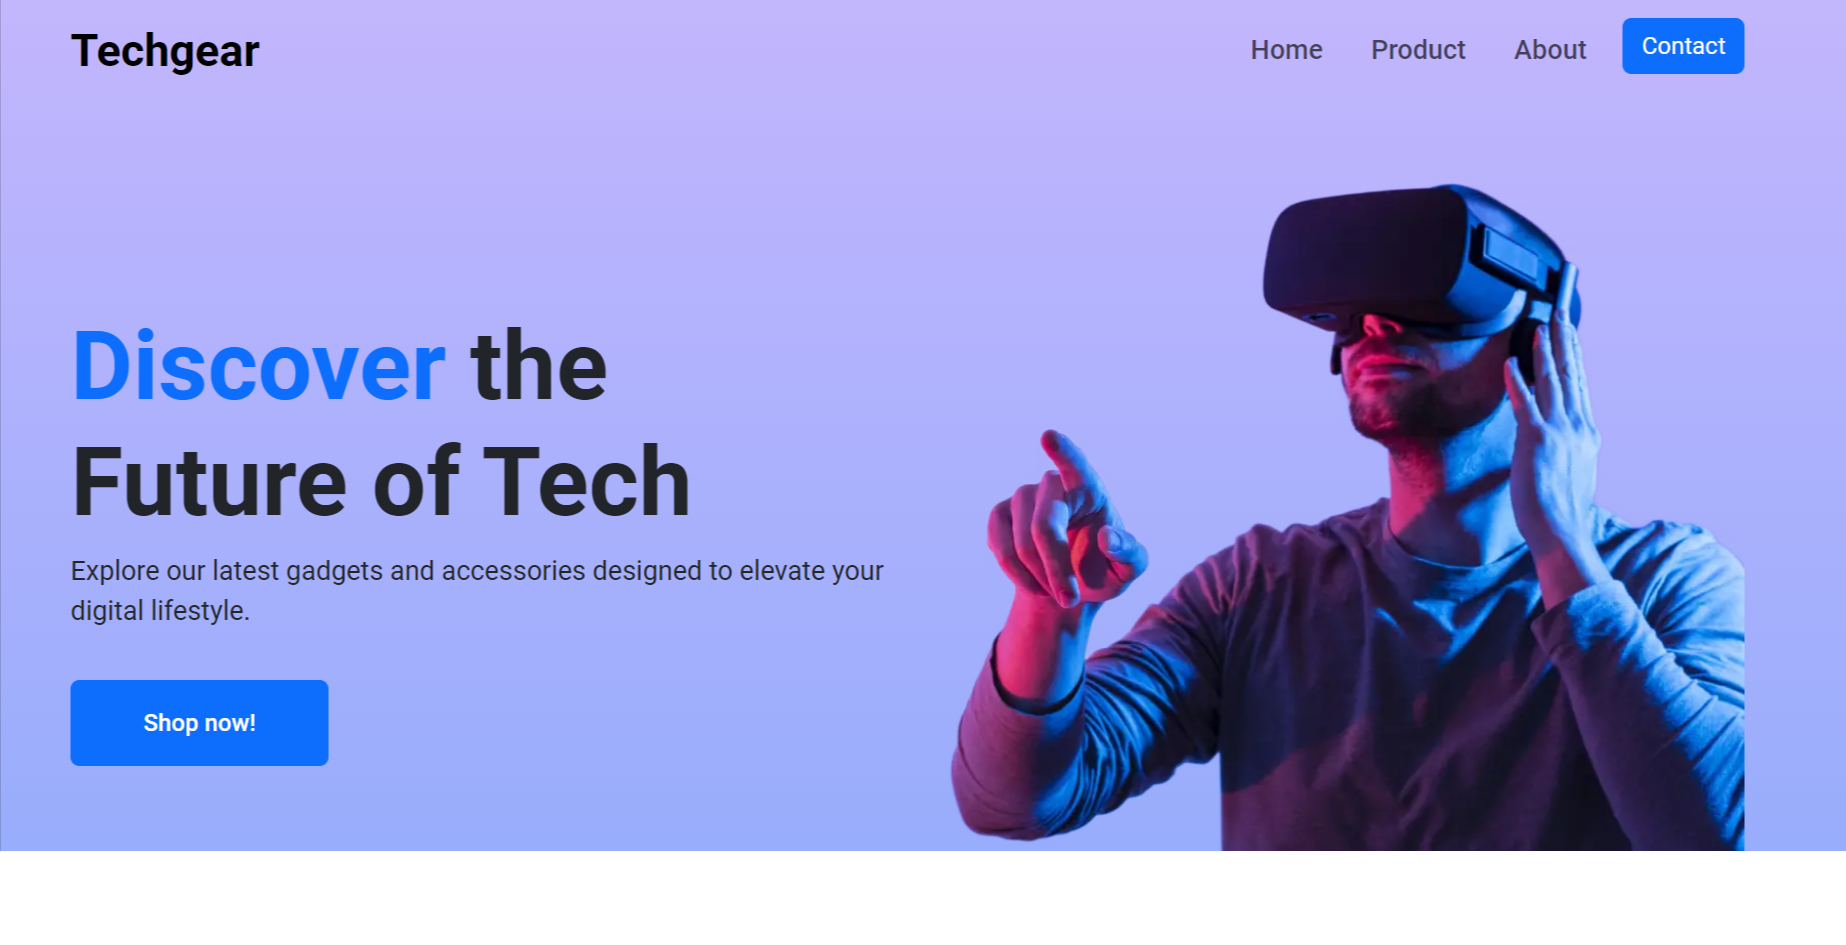 Techgear
Home
Product
About
Contact
Discover the
Future of Tech
Explore our latest gadgets and accessories designed to elevate your
digital lifestyle.
Shop now!